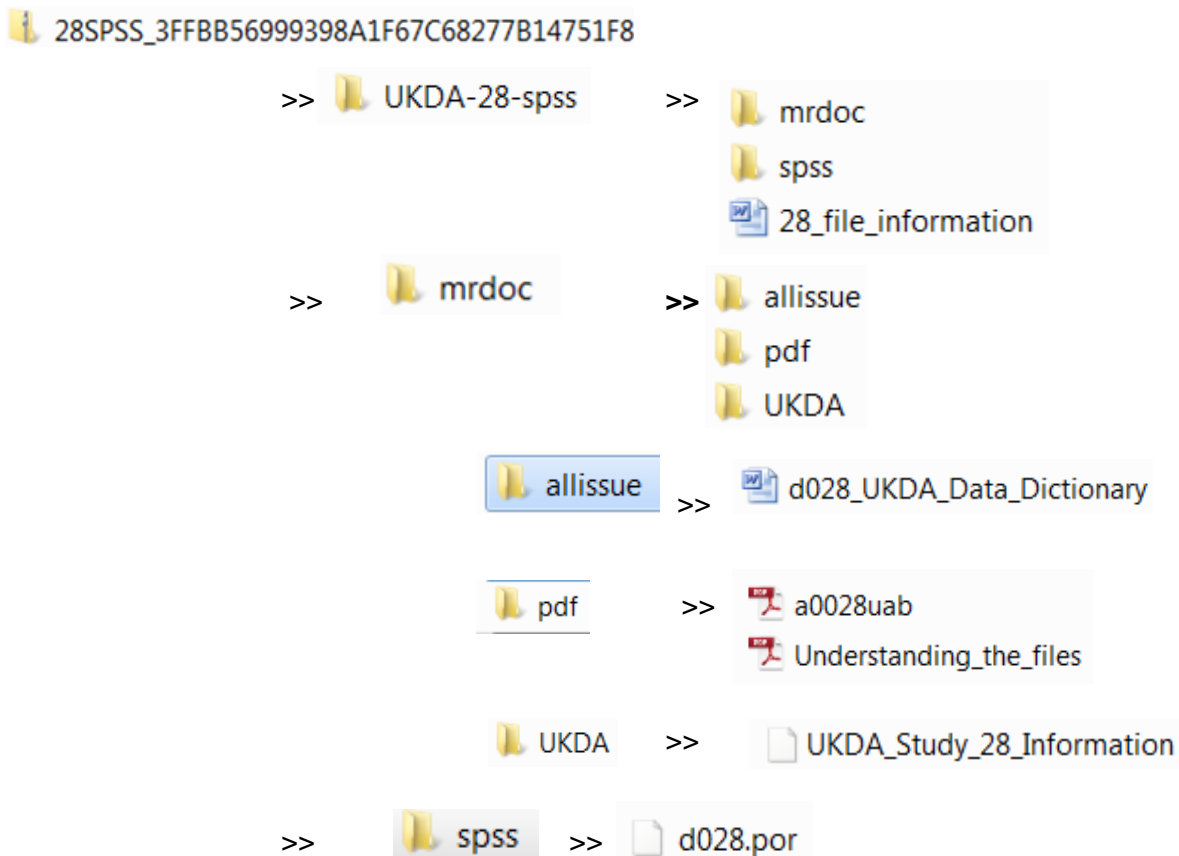 28SPSS_3FFBB56999398A1F67C68277B14751F8
>> UKDA-28-spss >> mrdoc
spss
28_file_information
>> mrdoc >> allissue
pdf
UKDA
allissue >> d028_UKDA_Data_Dictionary
pdf >> a0028uab
Understanding_the_files
UKDA >> UKDA_Study_28_Information
>> spss >> d028.por